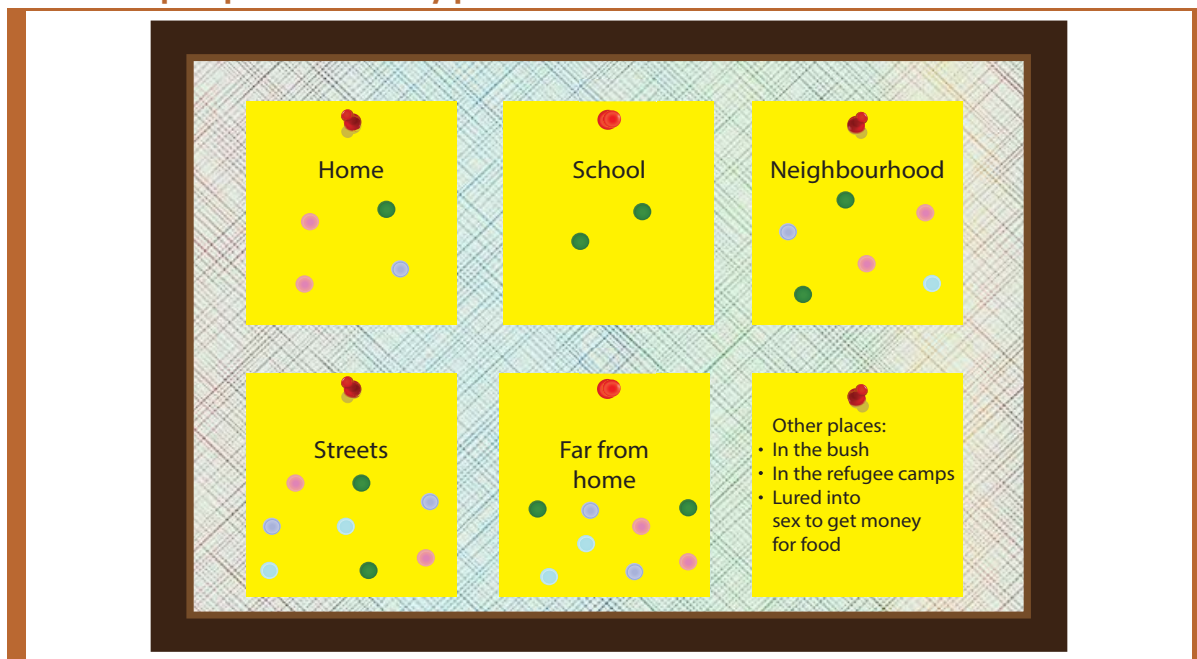 Home
School
Neighbourhood
Streets
Far from
home
Other places:
• In the bush
• In the refugee camps
• Lured into
sex to get money
for food